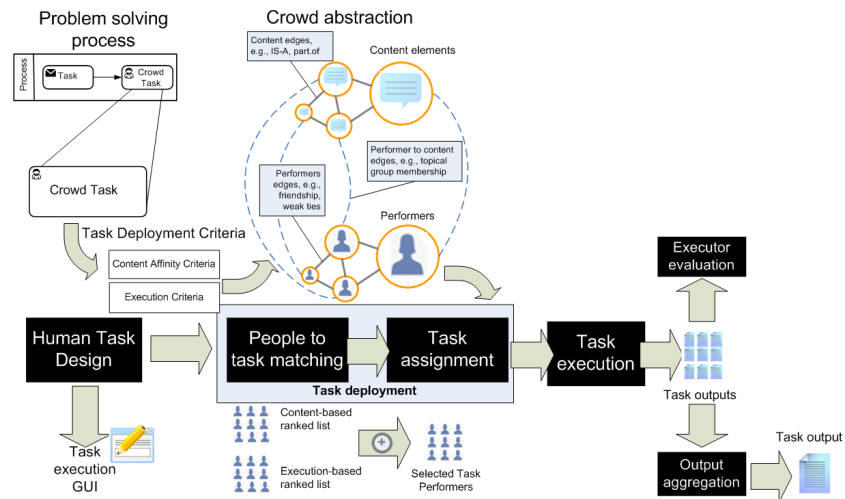 Problem solving
process
Crowd abstraction
Process
Task
Crowd
Task
Content edges,
e.g., IS-A, part.of
Content elements
Performer to content
edges, e.g., topical
group membership
Crowd Task
Performers
edges, e.g.,
friendship,
weak ties
Performers
Task Deployment Criteria
Content Affinity Criteria
Execution Criteria
Executor
evaluation
Human Task
Design
People to
task matching
Task
assignment
Task
execution
Task deployment
Task outputs
Content-based
ranked list
Execution-based
ranked list
Selected Task
Performers
Task
execution
GUI
Output
aggregation
Task output